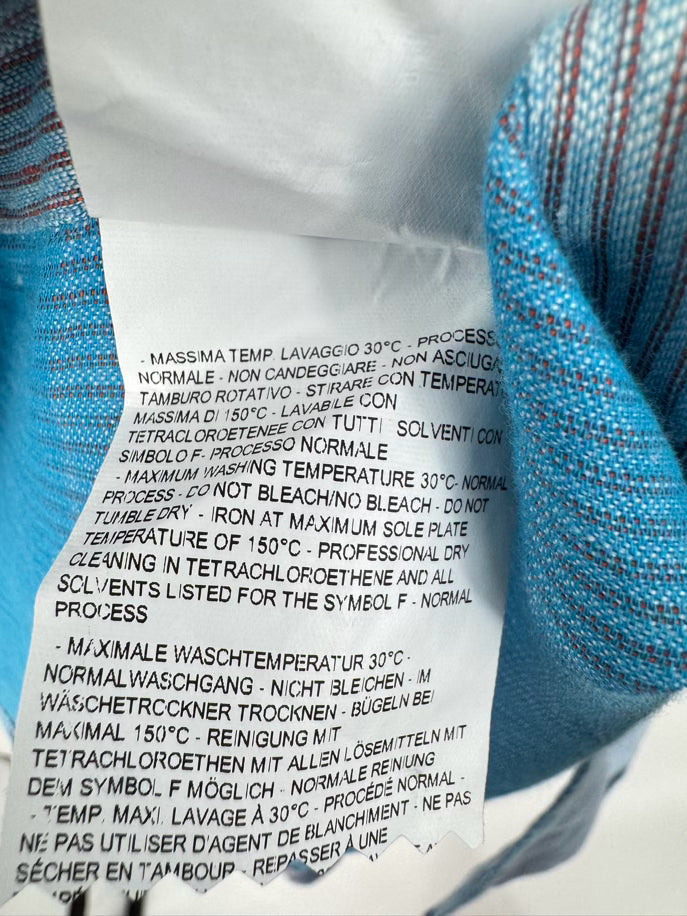 - MASSIMA TEMP. LAVAGGIO 30°C - PROCESS
NORMALE - NON CANDEGGIARE - NON ASCIUGA
TAMBURO ROTATIVO - STIRARE CON TEMPERAT
MASSIMA DI 150°C - LAVABILE CON
TETRACLOROETENEE CON TUTTI SOLVENTI CON
SIMBOLO F- PROCESSO NORMALE
- MAXIMUM WASHING TEMPERATURE 30°C- NORMAL
PROCESS - DO NOT BLEACH/NO BLEACH - DO NOT
TUMBLE DRY - IRON AT MAXIMUM SOLE PLATE
TEMPERATURE OF 150°C - PROFESSIONAL DRY
CLEANING IN TETRACHLOROETHENE AND ALL
SOLVENTS LISTED FOR THE SYMBOL F - NORMAL
PROCESS
- MAXIMALE WASCHTEMPERATUR 30°C -
NORMALWASCHGANG - NICHT BLEICHEN - IM
WÄSCHETROCKNER TROCKNEN - BÜGELN BEI
MAXIMAL 150°C - REINIGUNG MIT
TETRACHLOROETHEN MIT ALLEN LÖSEMITTELN MIT
DEM SYMBOL F MÖGLICH - NORMALE REINIUNG
- TEMP. MAXI. LAVAGE À 30°C - PROCÉDÉ NORMAL -
NE PAS UTILISER D'AGENT DE BLANCHIMENT - NE PAS
SÉCHER EN TAMBOUR - REPASSER À UNE